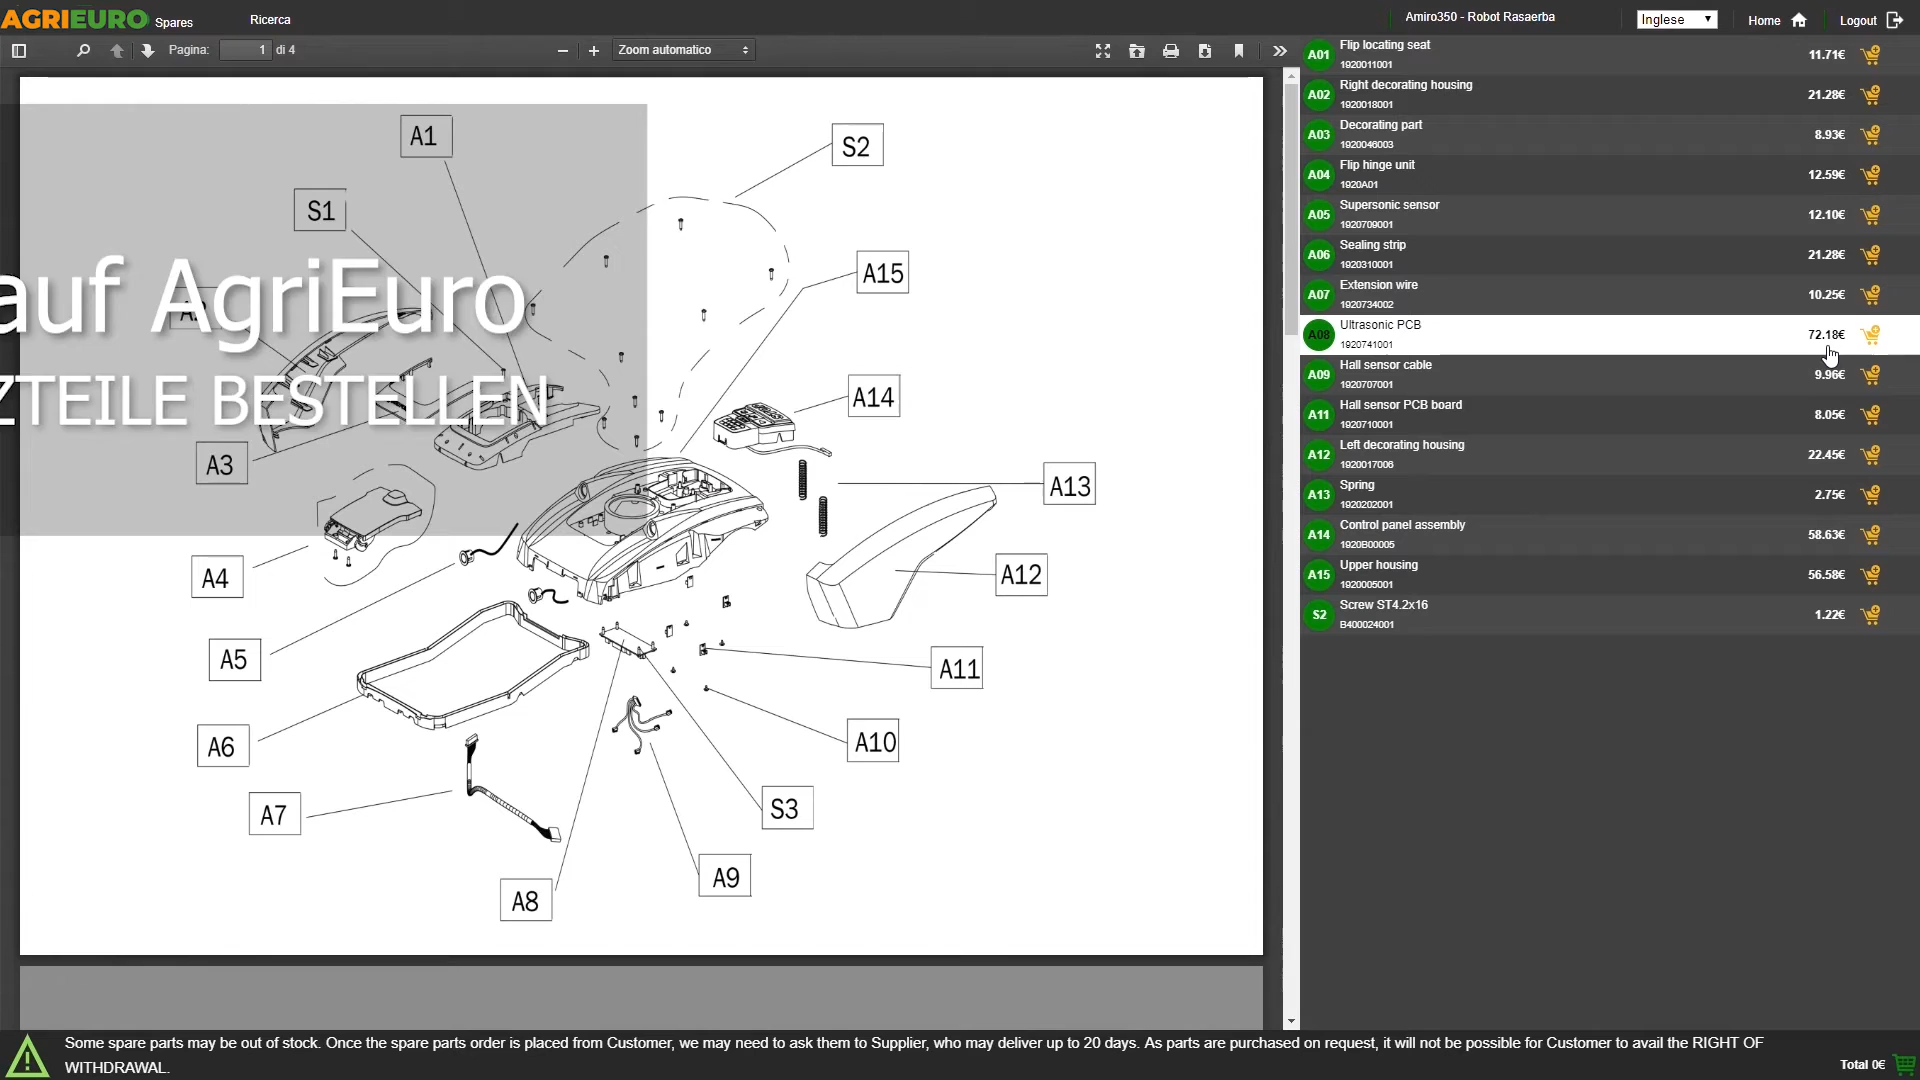 AGRIEURO Spares
Ricerca
Amiro350 - Robot Rasaerba
Inglese
Home
Logout
Pagina: 1 di 4
Zoom automatico
A1
S2
S1
A15
auf AgriEuro
ZTEILE BESTELLEN
A14
A3
A13
A4
A12
A5
A11
A6
A10
A7
S3
A9
A8
A01 Flip locating seat 11.71€
1920011001
A02 Right decorating housing 21.28€
1920018001
A03 Decorating part 8.93€
1920046003
A04 Flip hinge unit 12.59€
1920A01
A05 Supersonic sensor 12.10€
1920709001
A06 Sealing strip 21.28€
1920310001
A07 Extension wire 10.25€
1920734002
A08 Ultrasonic PCB 72.18€
1920741001
A09 Hall sensor cable 9.96€
1920707001
A11 Hall sensor PCB board 8.05€
1920710001
A12 Left decorating housing 22.45€
1920017006
A13 Spring 2.75€
1920202001
A14 Control panel assembly 58.63€
1920B00005
A15 Upper housing 56.58€
1920005001
S2 Screw ST4.2x16 1.22€
B400024001
Some spare parts may be out of stock. Once the spare parts order is placed from Customer, we may need to ask them to Supplier, who may deliver up to 20 days. As parts are purchased on request, it will not be possible for Customer to avail the RIGHT OF
WITHDRAWAL.
Total 0€